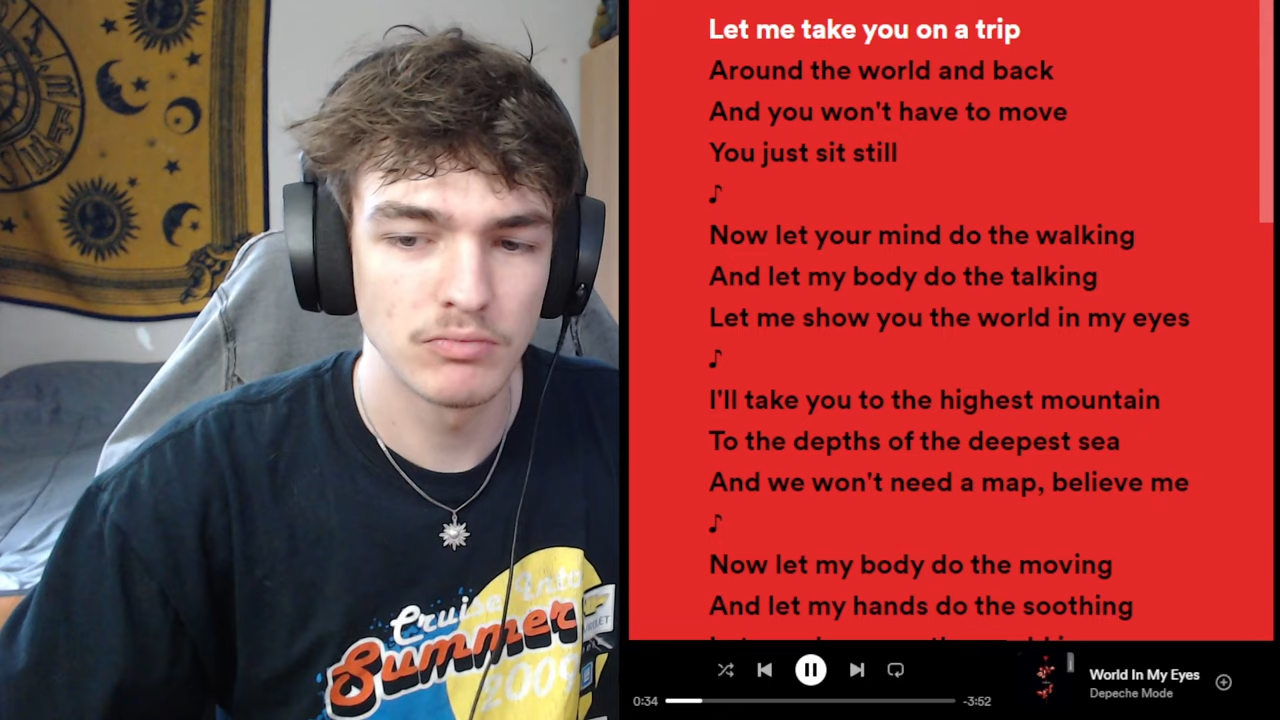 Let me take you on a trip
Around the world and back
And you won't have to move
You just sit still
♪
Now let your mind do the walking
And let my body do the talking
Let me show you the world in my eyes
♪
I'll take you to the highest mountain
To the depths of the deepest sea
And we won't need a map, believe me
♪
Now let my body do the moving
And let my hands do the soothing
Cruise Into
Summer
2009
0:34
-3:52
World In My Eyes
Depeche Mode